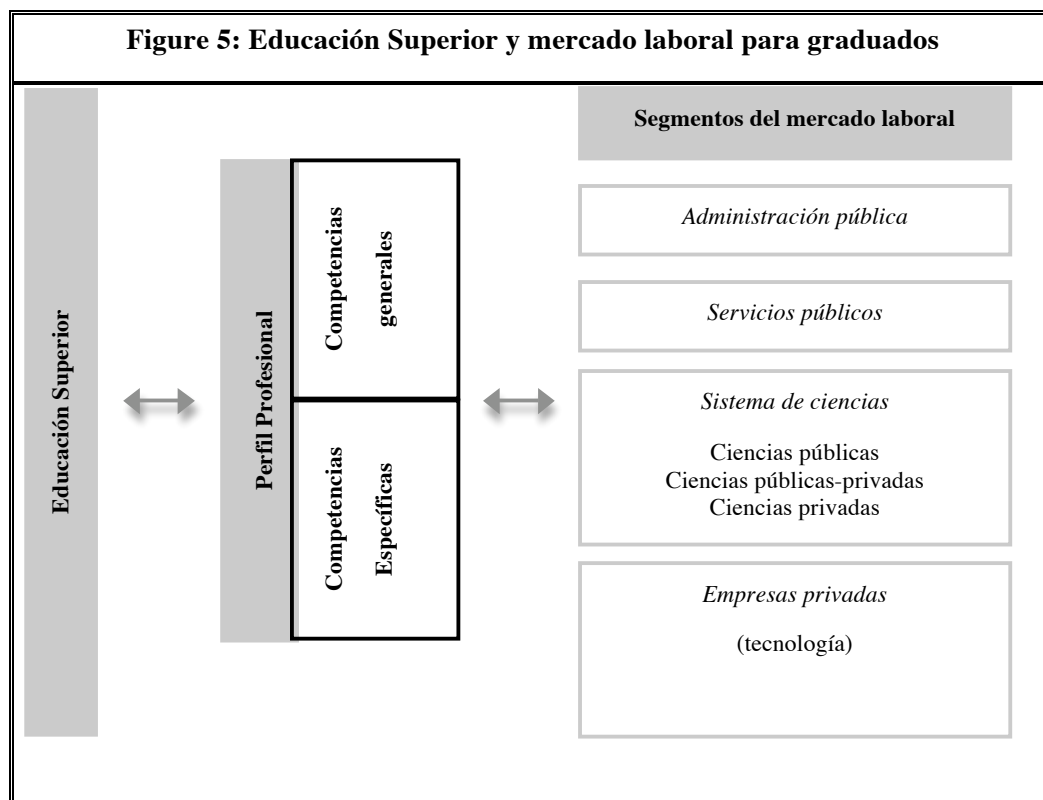 Figure 5: Educación Superior y mercado laboral para graduados
Educación Superior
Perfil Profesional
Competencias
generales
Competencias
Específicas
Segmentos del mercado laboral
Administración pública
Servicios públicos
Sistema de ciencias
Ciencias públicas
Ciencias públicas-privadas
Ciencias privadas
Empresas privadas
(tecnología)